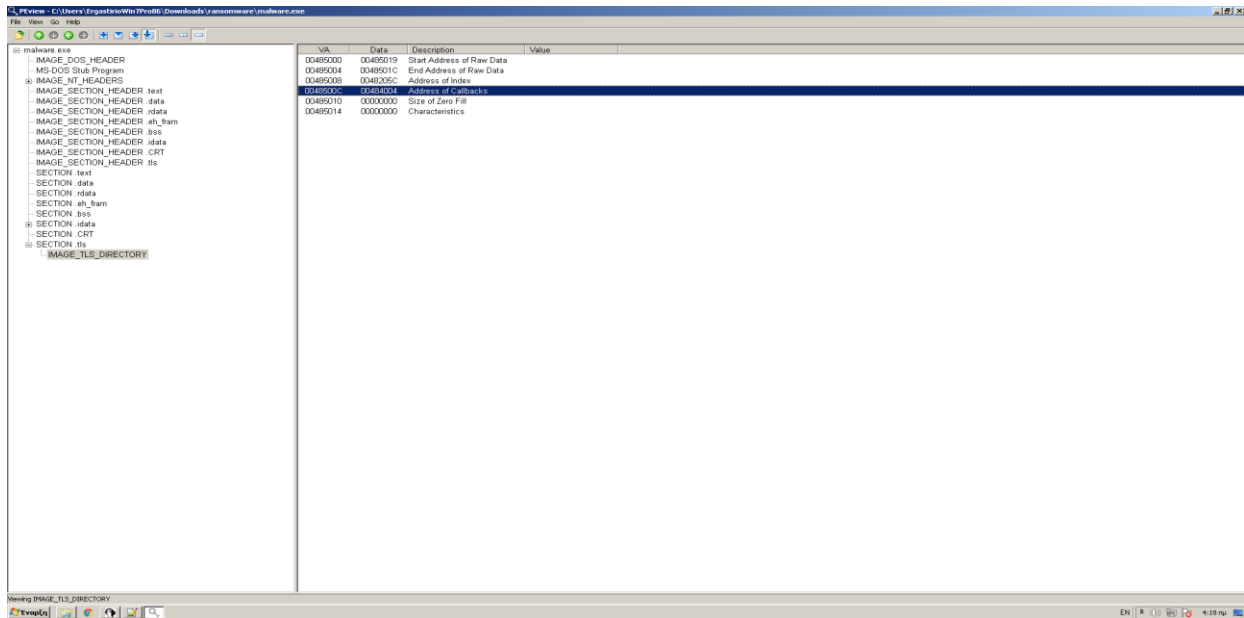 PEview - C:\Users\ErgastirioWin7Pro86\Downloads\ransomware\malware.exe
File View Go Help
malware.exe
IMAGE_DOS_HEADER
MS-DOS Stub Program
IMAGE_NT_HEADERS
IMAGE_SECTION_HEADER .text
IMAGE_SECTION_HEADER .data
IMAGE_SECTION_HEADER .rdata
IMAGE_SECTION_HEADER .eh_fram
IMAGE_SECTION_HEADER .bss
IMAGE_SECTION_HEADER .idata
IMAGE_SECTION_HEADER .CRT
IMAGE_SECTION_HEADER .tls
SECTION .text
SECTION .data
SECTION .rdata
SECTION .eh_fram
SECTION .bss
SECTION .idata
SECTION .CRT
SECTION .tls
IMAGE_TLS_DIRECTORY
VA Data Description Value
00485000 00485019 Start Address of Raw Data
00485004 0048501C End Address of Raw Data
00485008 0048205C Address of Index
0048500C 00484004 Address of Callbacks
00485010 00000000 Size of Zero Fill
00485014 00000000 Characteristics
Viewing IMAGE_TLS_DIRECTORY
Έναρξη
EN 4:18 πμ